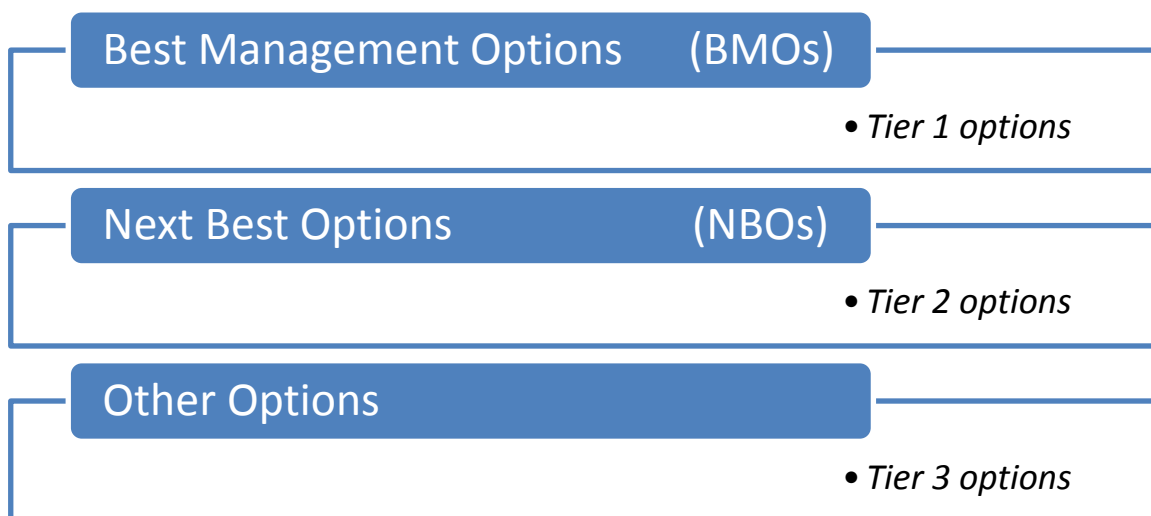 Best Management Options (BMOs)
• Tier 1 options
Next Best Options (NBOs)
• Tier 2 options
Other Options
• Tier 3 options